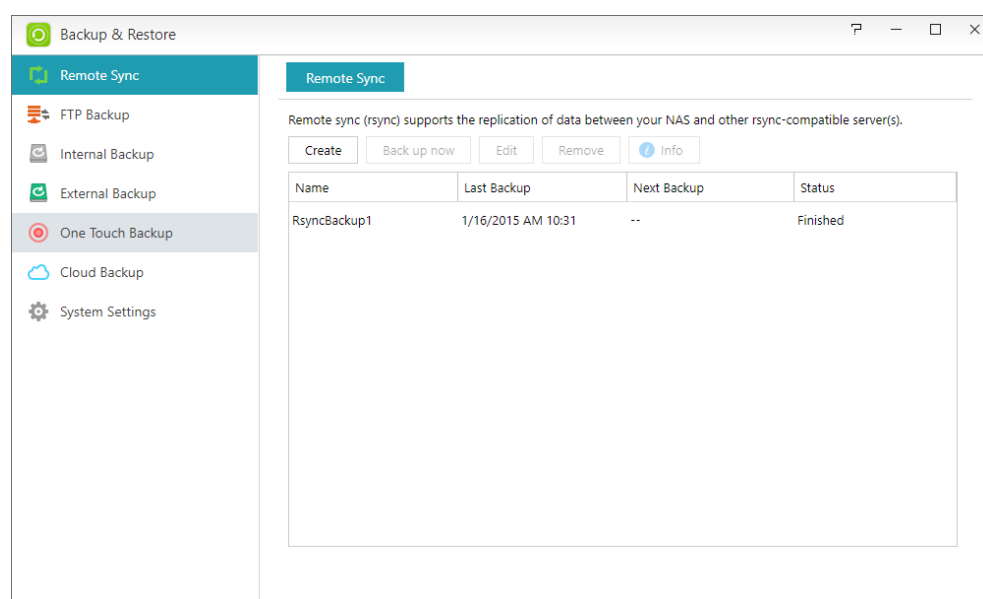 Backup & Restore
Remote Sync
FTP Backup
Internal Backup
External Backup
One Touch Backup
Cloud Backup
System Settings
Remote Sync
Remote sync (rsync) supports the replication of data between your NAS and other rsync-compatible server(s).
Create Back up now Edit Remove i Info
Name Last Backup Next Backup Status
RsyncBackup1 1/16/2015 AM 10:31 -- Finished